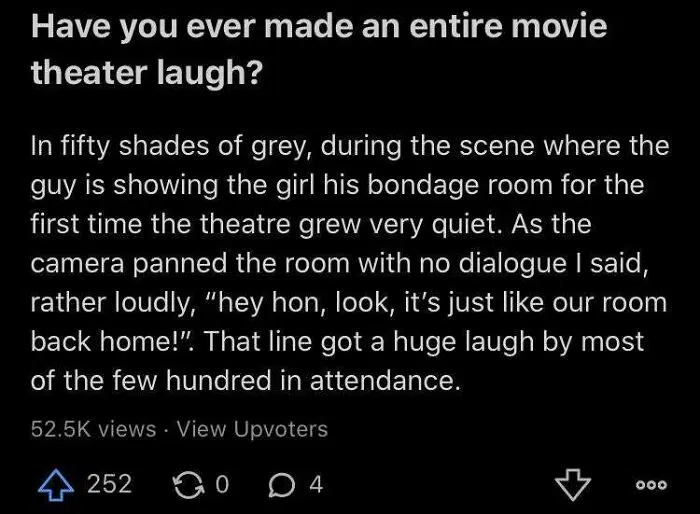 Have you ever made an entire movie
theater laugh?
In fifty shades of grey, during the scene where the
guy is showing the girl his bondage room for the
first time the theatre grew very quiet. As the
camera panned the room with no dialogue I said,
rather loudly, “hey hon, look, it’s just like our room
back home!”. That line got a huge laugh by most
of the few hundred in attendance.
52.5K views · View Upvoters
252 0 4